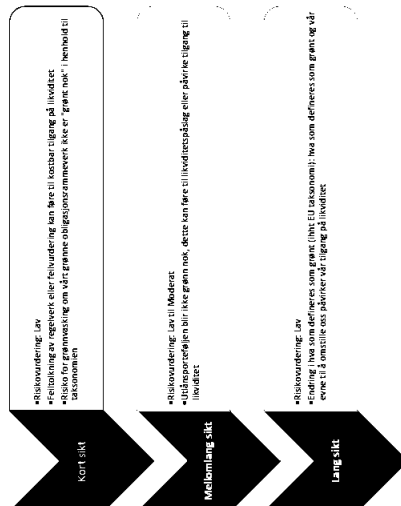 Kort sikt
▪Risikovurdering: Lav
▪Feiltolkning av regelverk eller feilvurdering kan føre til kostbar tilgang på likviditet
▪Risiko for grønnvasking om vårt grønne obligasjonsrammeverk ikke er "grønt nok" i henhold til
taksonomien
Mellomlang sikt
▪Risikovurdering: Lav til Moderat
▪Utlånsporteføljen blir ikke grønn nok, dette kan føre til likviditetspåslag eller påvirke tilgang til
likviditet
Lang sikt
▪Risikovurdering: Lav
▪Endring i hva som defineres som grønt (ihht EU taksonomi): hva som defineres som grønt og vår
evne til å omstille oss påvirker vår tilgang på likviditet